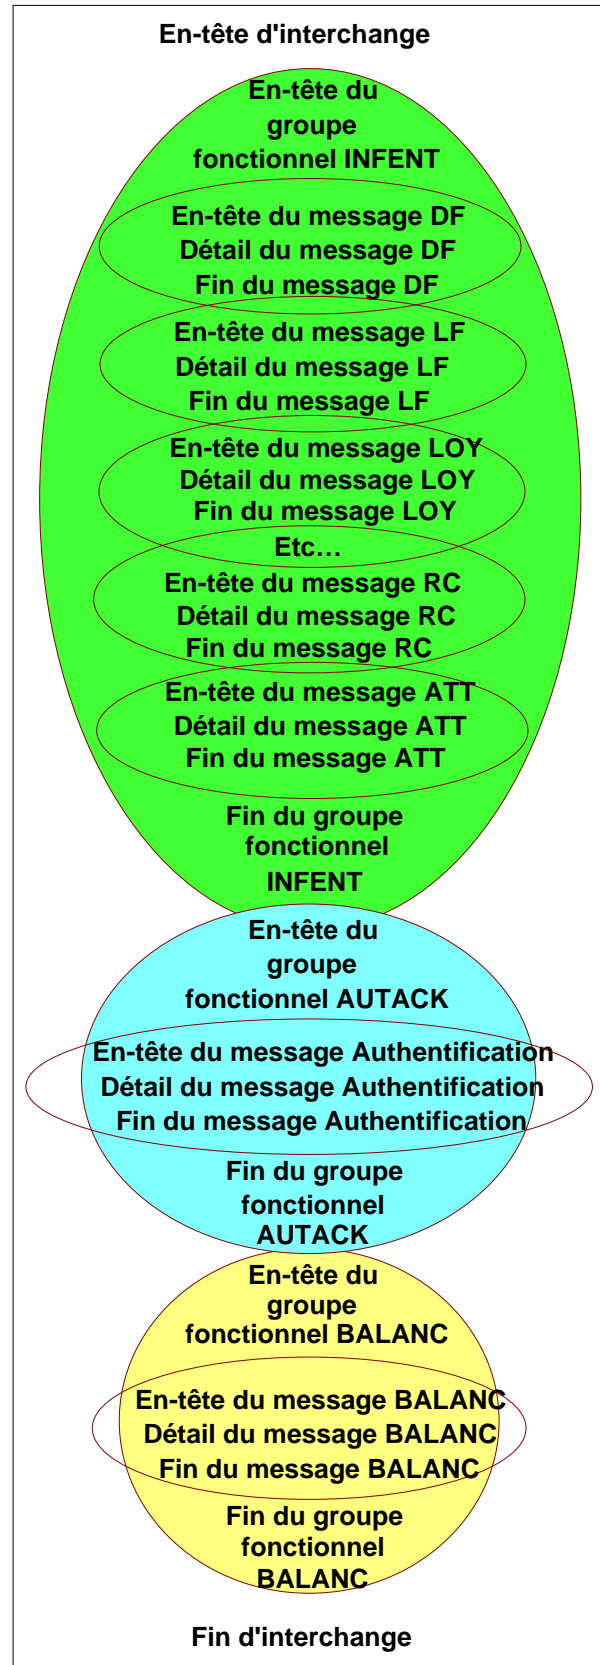 En-tête d'interchange
En-tête du
groupe
fonctionnel INFENT
En-tête du message DF
Détail du message DF
Fin du message DF
En-tête du message LF
Détail du message LF
Fin du message LF
En-tête du message LOY
Détail du message LOY
Fin du message LOY
Etc…
En-tête du message RC
Détail du message RC
Fin du message RC
En-tête du message ATT
Détail du message ATT
Fin du message ATT
Fin du groupe
fonctionnel
INFENT
En-tête du
groupe
fonctionnel AUTACK
En-tête du message Authentification
Détail du message Authentification
Fin du message Authentification
Fin du groupe
fonctionnel
AUTACK
En-tête du
groupe
fonctionnel BALANC
En-tête du message BALANC
Détail du message BALANC
Fin du message BALANC
Fin du groupe
fonctionnel
BALANC
Fin d'interchange